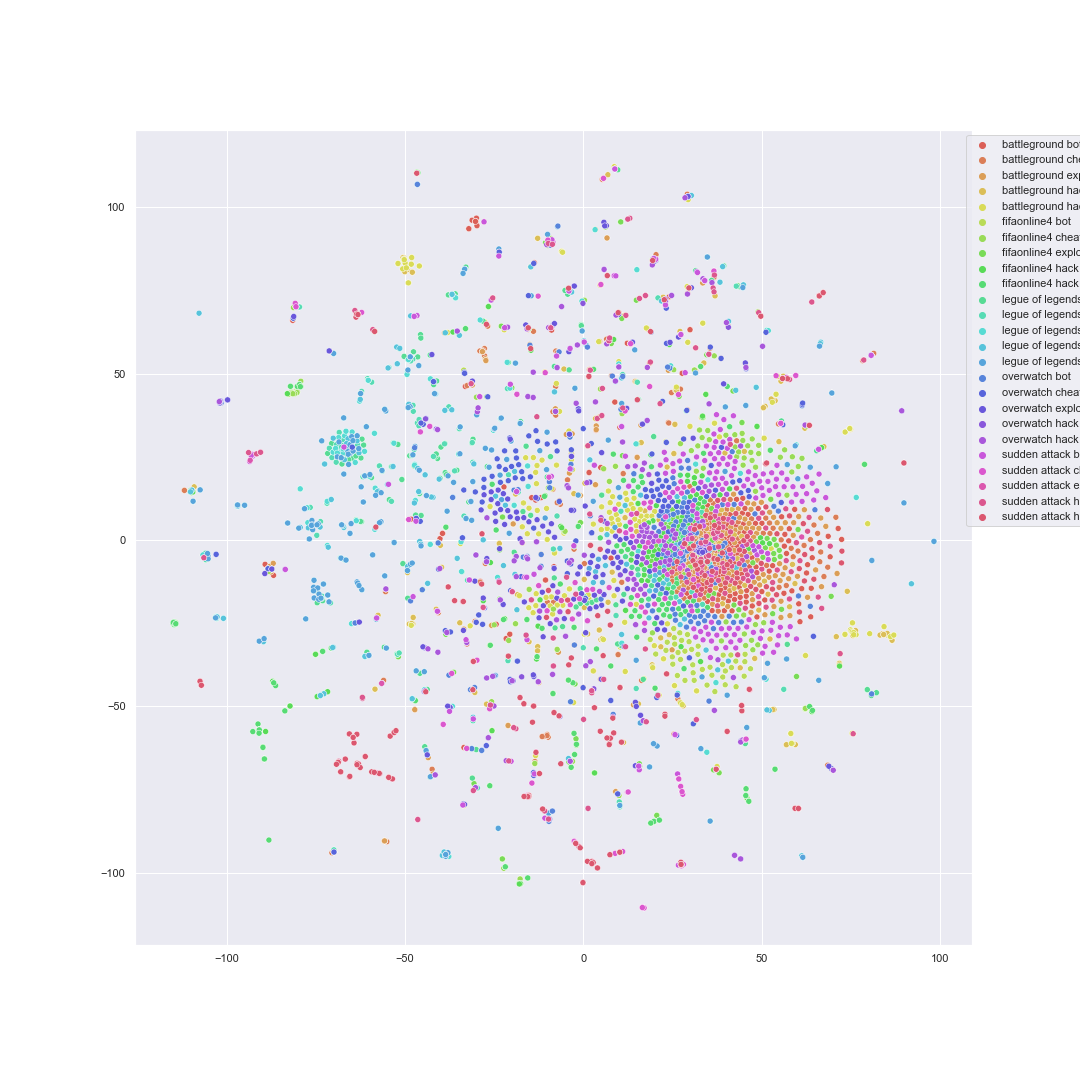 100
50
0
−50
−100
−100
−50
0
50
100
battleground bot
battleground che
battleground exp
battleground hac
battleground hac
fifaonline4 bot
fifaonline4 cheat
fifaonline4 explo
fifaonline4 hack
fifaonline4 hack
legue of legends
legue of legends
legue of legends
legue of legends
legue of legends
overwatch bot
overwatch cheat
overwatch explo
overwatch hack
overwatch hack
sudden attack b
sudden attack cl
sudden attack e
sudden attack h
sudden attack h